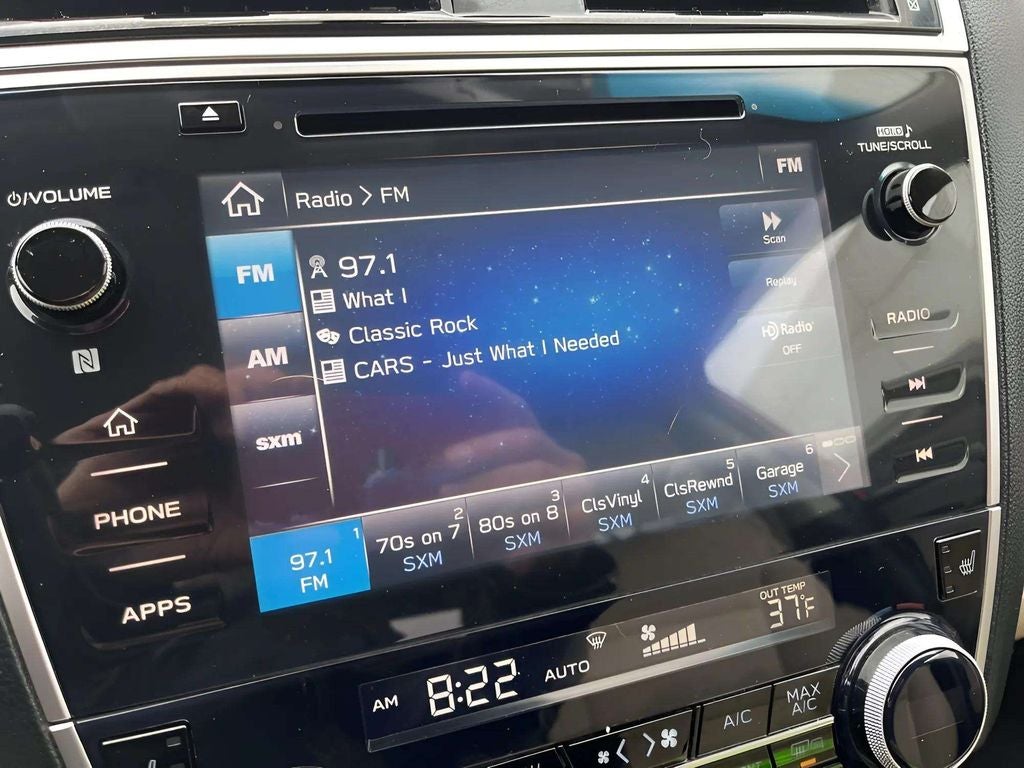 HOLD
TUNE/SCROLL
/VOLUME
Radio > FM
FM
FM
97.1
What I
Classic Rock
CARS - Just What I Needed
AM
sxm
Scan
Replay
HD Radio
OFF
RADIO
PHONE
APPS
1
97.1
FM
2
70s on 7
SXM
3
80s on 8
SXM
4
ClsVinyl
SXM
5
ClsRewnd
SXM
6
Garage
SXM
OUT TEMP
37°F
AM 8:22 AUTO
A/C
MAX
A/C